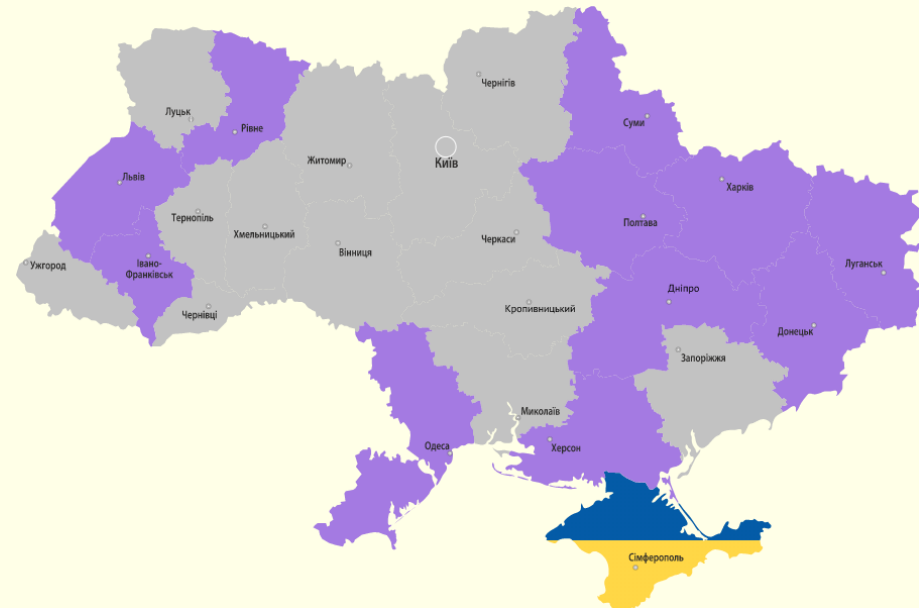 Чернігів
Луцьк
Рівне
Суми
Київ
Житомир
Львів
Харків
Тернопіль
Полтава
Хмельницький
Черкаси
Вінниця
Ужгород
Івано-
Франківськ
Луганськ
Дніпро
Чернівці
Кропивницький
Донецьк
Запоріжжя
Миколаїв
Одеса
Херсон
Сімферополь